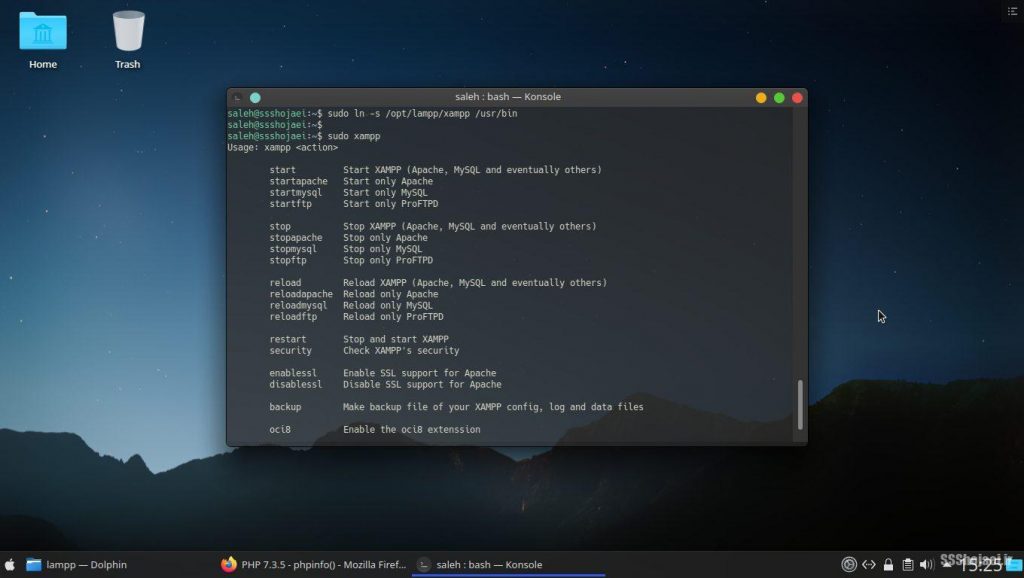 Home
Trash
saleh : bash — Konsole
saleh@ssshojaei:~$ sudo ln -s /opt/lampp/xampp /usr/bin
saleh@ssshojaei:~$
saleh@ssshojaei:~$ sudo xampp
Usage: xampp <action>
start Start XAMPP (Apache, MySQL and eventually others)
startapache Start only Apache
startmysql Start only MySQL
startftp Start only ProFTPD
stop Stop XAMPP (Apache, MySQL and eventually others)
stopapache Stop only Apache
stopmysql Stop only MySQL
stopftp Stop only ProFTPD
reload Reload XAMPP (Apache, MySQL and eventually others)
reloadapache Reload only Apache
reloadmysql Reload only MySQL
reloadftp Reload only ProFTPD
restart Stop and start XAMPP
security Check XAMPP's security
enablessl Enable SSL support for Apache
disablessl Disable SSL support for Apache
backup Make backup file of your XAMPP config, log and data files
oci8 Enable the oci8 extenssion
lampp — Dolphin
PHP 7.3.5 - phpinfo() - Mozilla Firef...
saleh : bash — Konsole
15:25
SSShojaei.ir